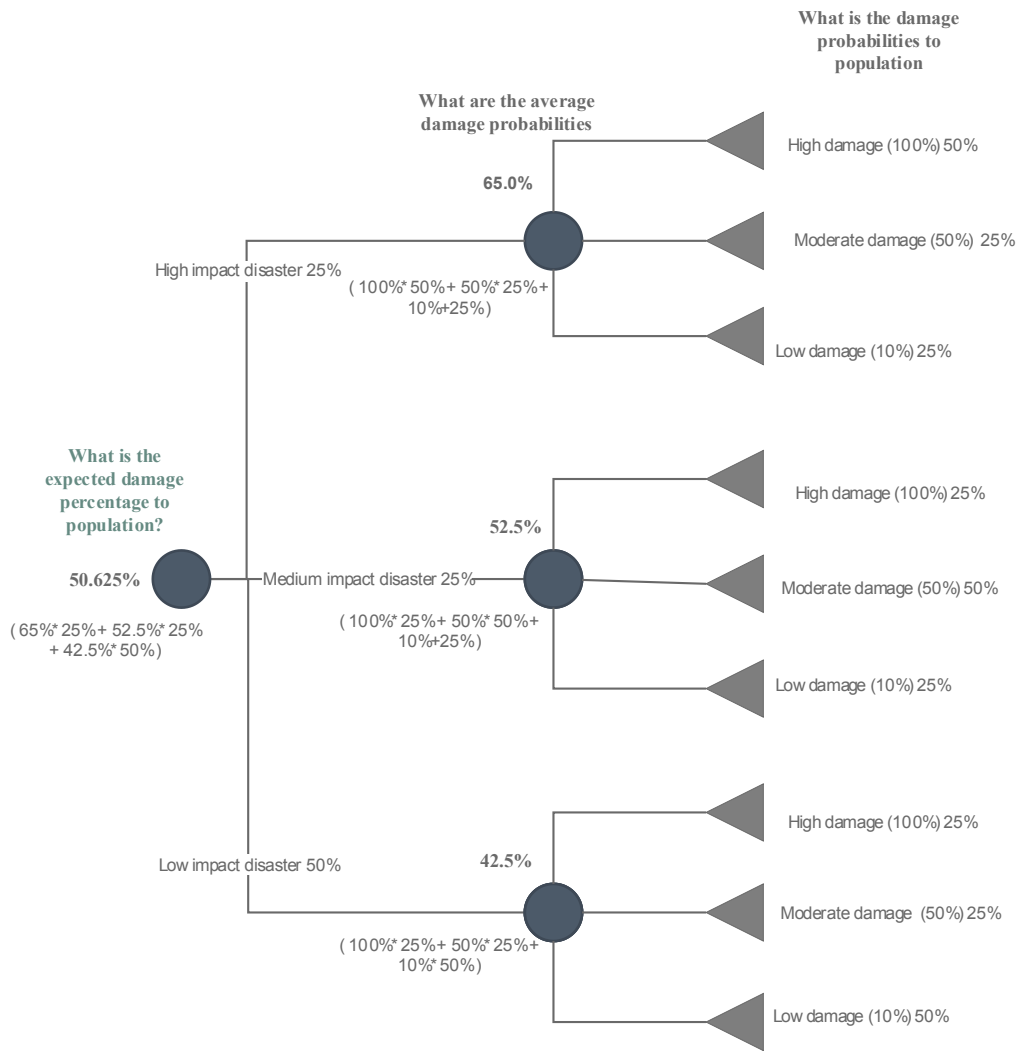 What is the damage
probabilities to
population
What are the average
damage probabilities
High damage (100%) 50%
65.0%
Moderate damage (50%) 25%
High impact disaster 25%
( 100%* 50%+ 50%* 25%+
10%+25%)
Low damage (10%) 25%
What is the
expected damage
percentage to
population?
High damage (100%) 25%
52.5%
50.625%
Medium impact disaster 25%
Moderate damage (50%) 50%
( 65%* 25%+ 52.5%* 25%
+ 42.5%* 50%)
( 100%* 25%+ 50%* 50%+
10%+25%)
Low damage (10%) 25%
High damage (100%) 25%
Low impact disaster 50%
42.5%
Moderate damage (50%) 25%
( 100%* 25%+ 50%* 25%+
10%* 50%)
Low damage (10%) 50%